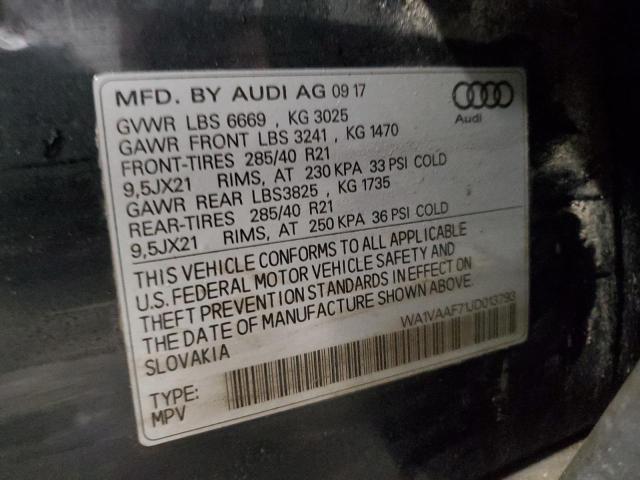 MFD. BY AUDI AG 09 17
Audi
GVWR LBS 6669 , KG 3025
GAWR FRONT LBS 3241 , KG 1470
FRONT-TIRES 285/40 R21
9,5JX21 RIMS, AT 230 KPA 33 PSI COLD
GAWR REAR LBS3825 , KG 1735
REAR-TIRES 285/40 R21
9,5JX21 RIMS, AT 250 KPA 36 PSI COLD
THIS VEHICLE CONFORMS TO ALL APPLICABLE
U.S. FEDERAL MOTOR VEHICLE SAFETY AND
THEFT PREVENTION STANDARDS IN EFFECT ON
THE DATE OF MANUFACTURE SHOWN ABOVE.
SLOVAKIA
WA1VAAF71JD013793
TYPE:
MPV